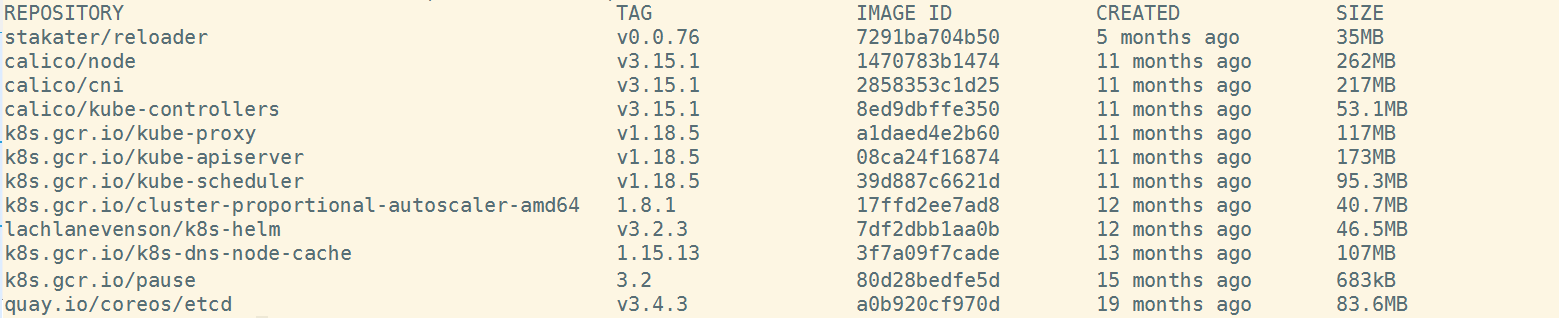 REPOSITORY TAG IMAGE ID CREATED SIZE
stakater/reloader v0.0.76 7291ba704b50 5 months ago 35MB
calico/node v3.15.1 1470783b1474 11 months ago 262MB
calico/cni v3.15.1 2858353c1d25 11 months ago 217MB
calico/kube-controllers v3.15.1 8ed9dbffe350 11 months ago 53.1MB
k8s.gcr.io/kube-proxy v1.18.5 a1daed4e2b60 11 months ago 117MB
k8s.gcr.io/kube-apiserver v1.18.5 08ca24f16874 11 months ago 173MB
k8s.gcr.io/kube-scheduler v1.18.5 39d887c6621d 11 months ago 95.3MB
k8s.gcr.io/cluster-proportional-autoscaler-amd64 1.8.1 17ffd2ee7ad8 12 months ago 40.7MB
lachlanevenson/k8s-helm v3.2.3 7df2dbb1aa0b 12 months ago 46.5MB
k8s.gcr.io/k8s-dns-node-cache 1.15.13 3f7a09f7cade 13 months ago 107MB
k8s.gcr.io/pause 3.2 80d28bedfe5d 15 months ago 683kB
quay.io/coreos/etcd v3.4.3 a0b920cf970d 19 months ago 83.6MB